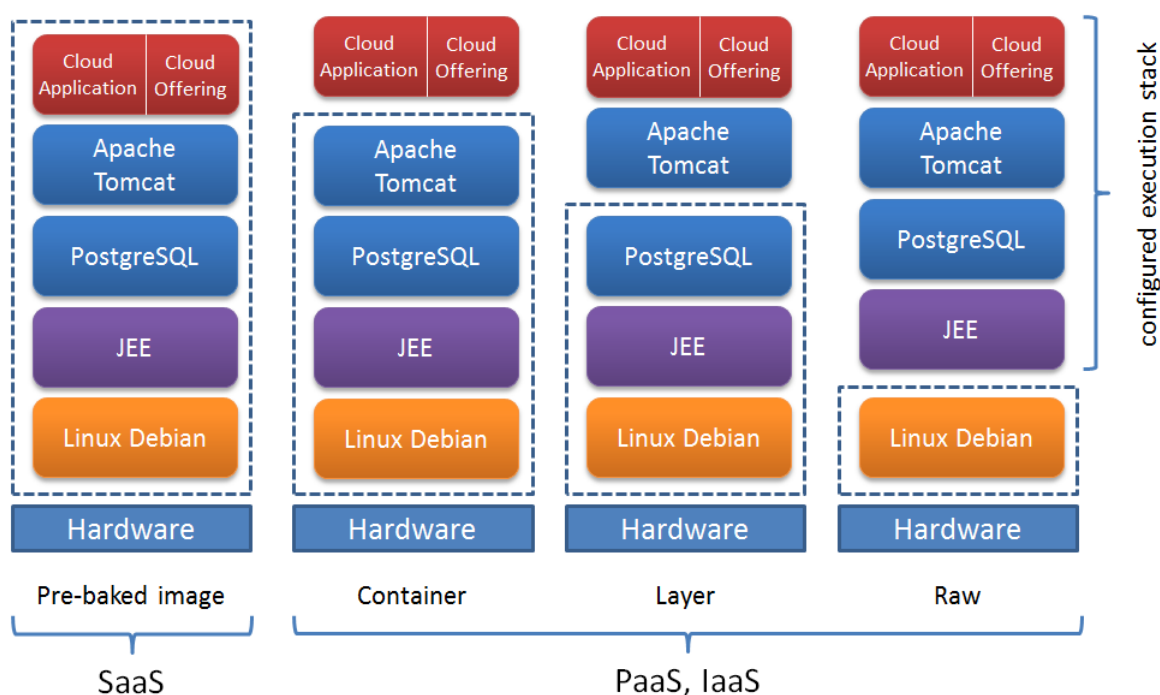 Cloud
Application
Cloud
Offering
Apache
Tomcat
PostgreSQL
JEE
Linux Debian
Hardware
Pre-baked image
SaaS
Cloud
Application
Cloud
Offering
Apache
Tomcat
PostgreSQL
JEE
Linux Debian
Hardware
Container
Cloud
Application
Cloud
Offering
Apache
Tomcat
PostgreSQL
JEE
Linux Debian
Hardware
Layer
Cloud
Application
Cloud
Offering
Apache
Tomcat
PostgreSQL
JEE
Linux Debian
Hardware
Raw
PaaS, IaaS
configured execution stack